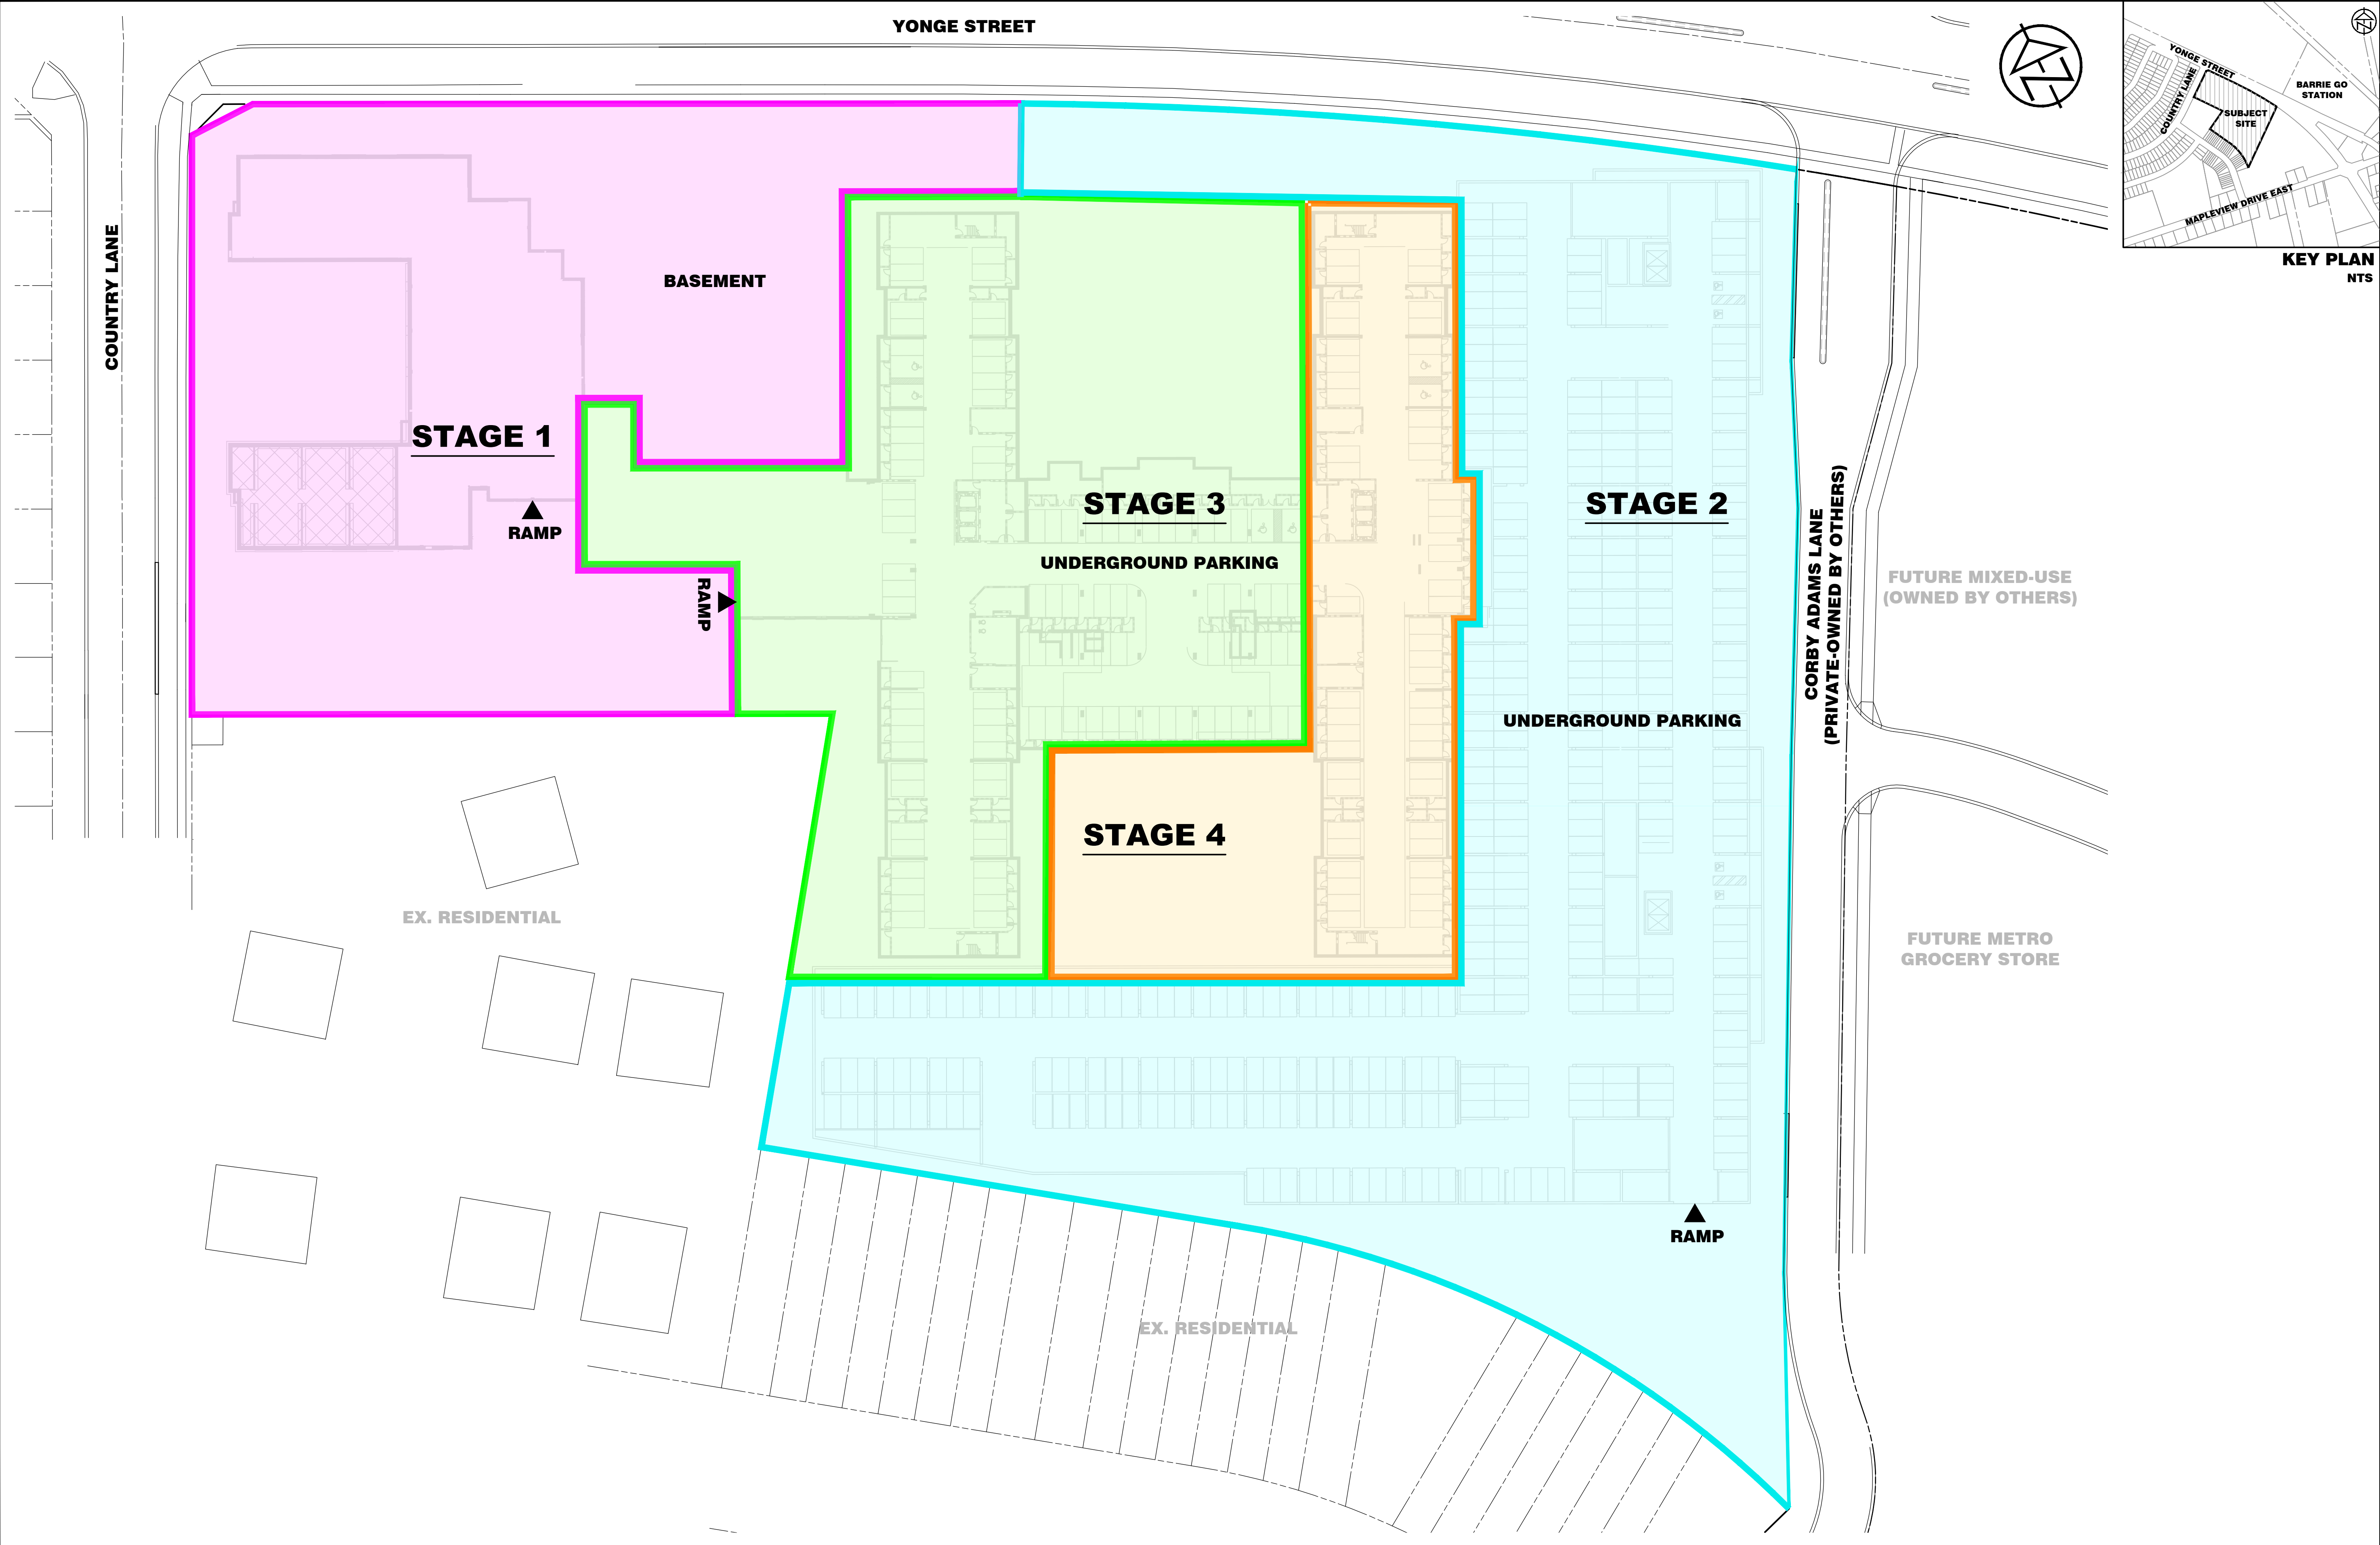 YONGE STREET
YONGE STREET
COUNTRY LANE
BARRIE GO
STATION
SUBJECT
SITE
MAPLEVIEW DRIVE EAST
KEY PLAN
NTS
COUNTRY LANE
BASEMENT
STAGE 1
RAMP
RAMP
STAGE 3
UNDERGROUND PARKING
STAGE 2
UNDERGROUND PARKING
CORBY ADAMS LANE
(PRIVATE-OWNED BY OTHERS)
FUTURE MIXED-USE
(OWNED BY OTHERS)
STAGE 4
EX. RESIDENTIAL
FUTURE METRO
GROCERY STORE
RAMP
EX. RESIDENTIAL